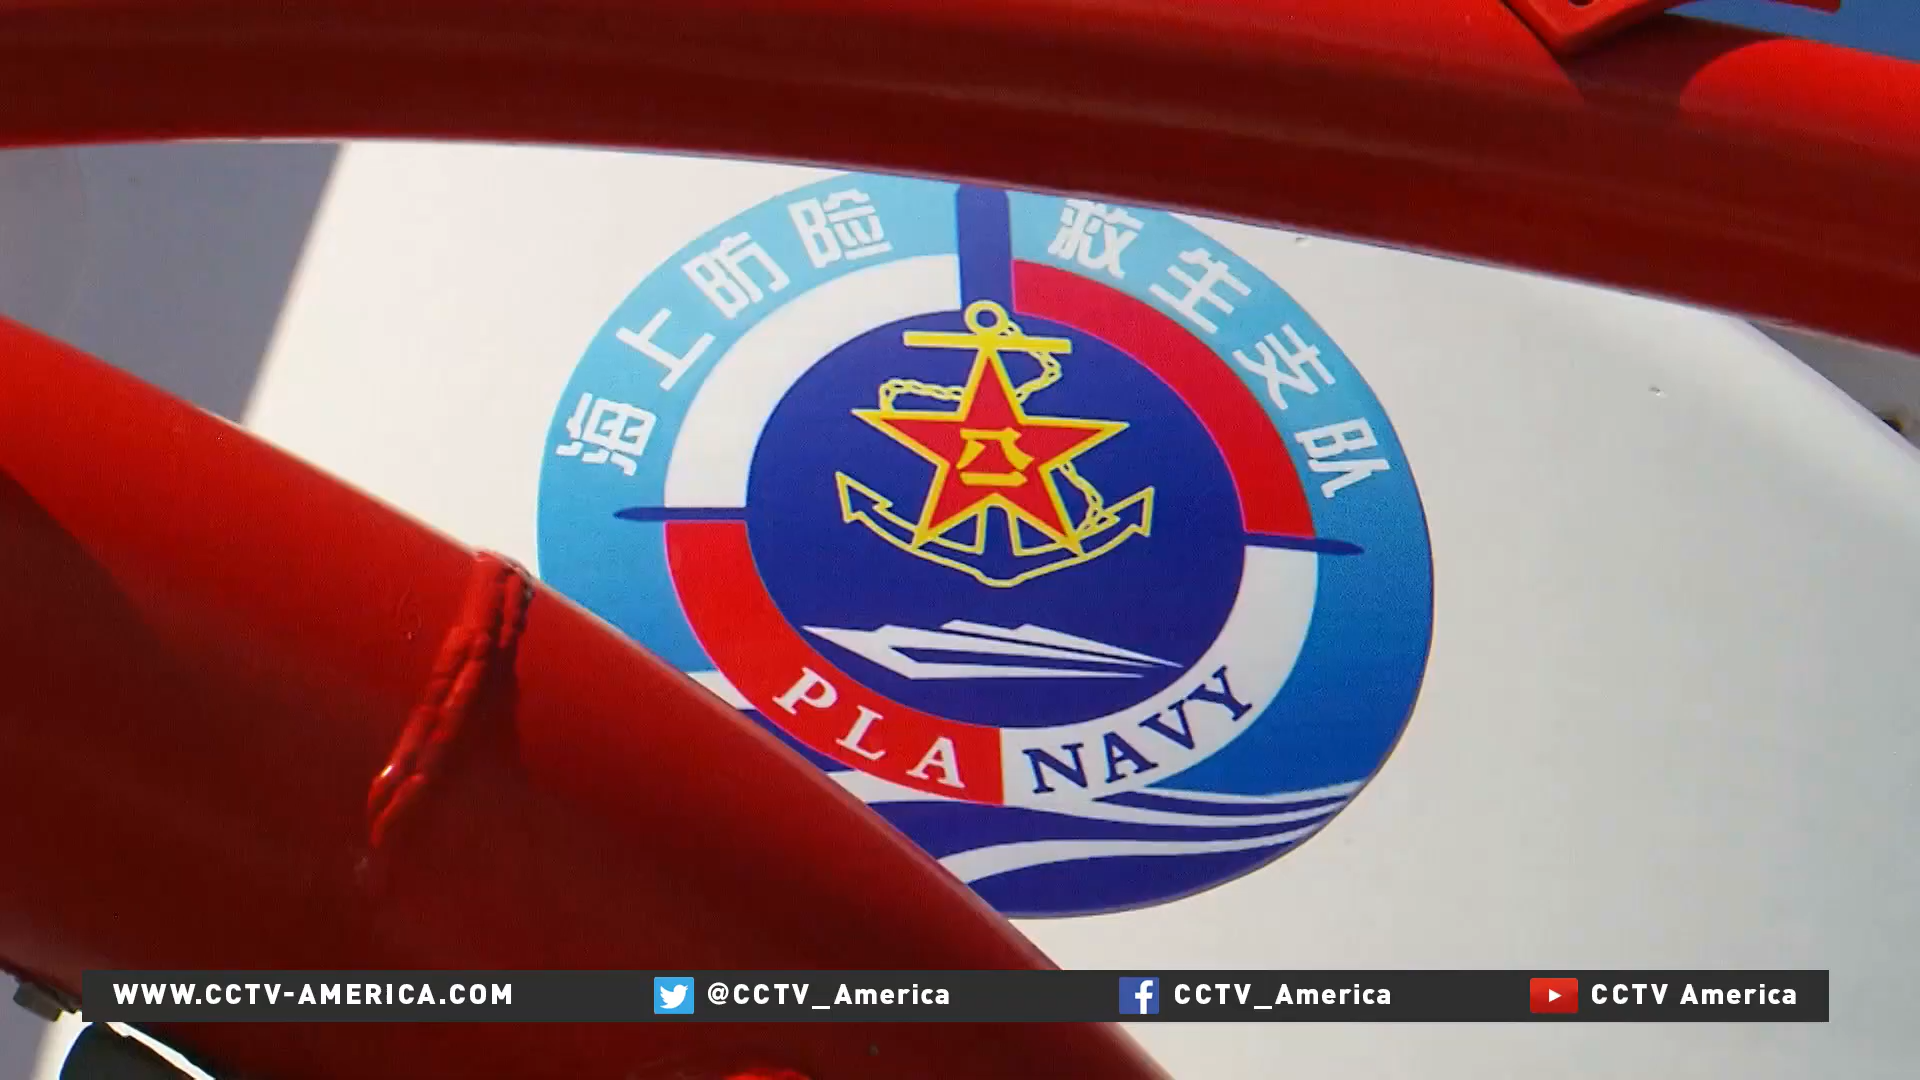 海上防险救生支队
八一
PLA NAVY
WWW.CCTV-AMERICA.COM
@CCTV_America
CCTV_America
CCTV America